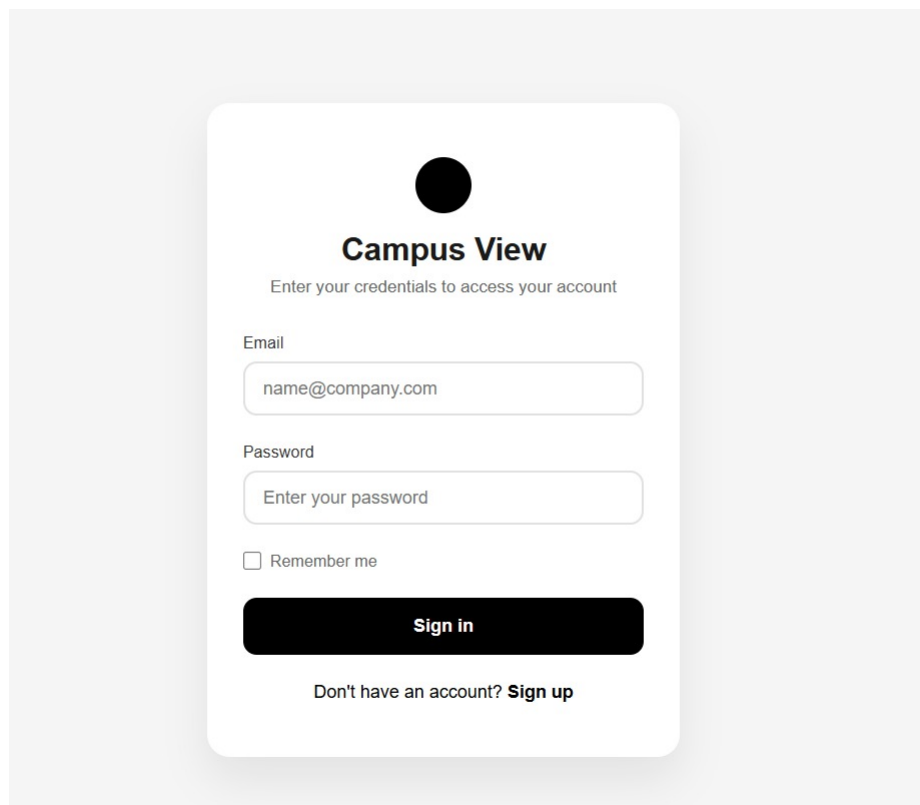 Campus View
Enter your credentials to access your account
Email
name@company.com
Password
Enter your password
Remember me
Sign in
Don't have an account? Sign up